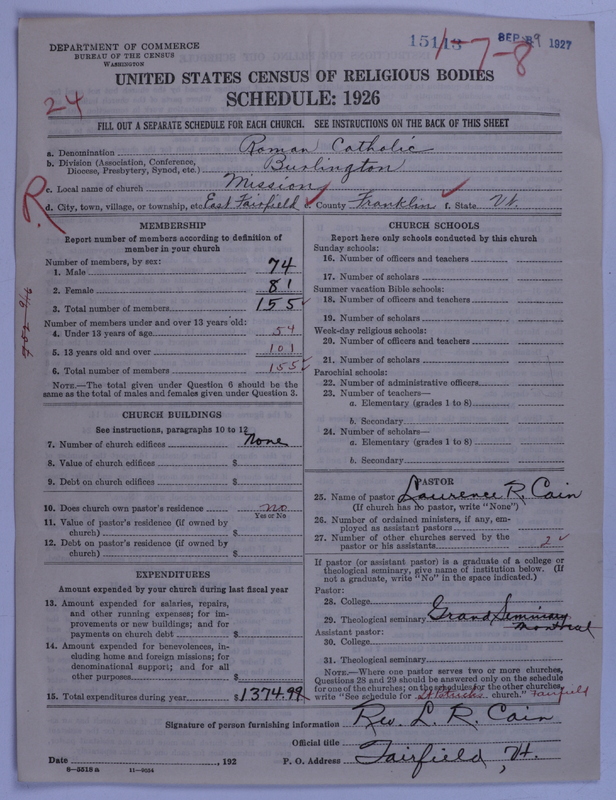 DEPARTMENT OF COMMERCE
BUREAU OF THE CENSUS
WASHINGTON
SEP 29 1927
7-8
24
UNITED STATES CENSUS OF RELIGIOUS BODIES
SCHEDULE: 1926
FILL OUT A SEPARATE SCHEDULE FOR EACH CHURCH. SEE INSTRUCTIONS ON THE BACK OF THIS SHEET
a. Denomination Roman Catholic
b. Division (Association, Conference,
Diocese, Presbytery, Synod, etc.) Burlington
c. Local name of church Mission
d. City, town, village, or township, etc. East Fairfield e. County Franklin f. State Vt.
R
MEMBERSHIP
Report number of members according to definition of
member in your church
Number of members, by sex:
1. Male 74
2. Female 81
3. Total number of members 155
Number of members under and over 13 years old:
4. Under 13 years of age 54
5. 13 years old and over 101
6. Total number of members 155
NOTE.—The total given under Question 6 should be
the same as the total of males and females given under Question 3.
CHURCH BUILDINGS
See instructions, paragraphs 10 to 12
7. Number of church edifices none
8. Value of church edifices $
9. Debt on church edifices $
10. Does church own pastor's residence no
Yes or No
11. Value of pastor's residence (if owned by
church) $
12. Debt on pastor's residence (if owned by
church) $
EXPENDITURES
Amount expended by your church during last fiscal year
13. Amount expended for salaries, repairs,
and other running expenses; for im-
provements or new buildings; and for
payments on church debt $
14. Amount expended for benevolences, in-
cluding home and foreign missions; for
denominational support; and for all
other purposes $
15. Total expenditures during year $1374.99
CHURCH SCHOOLS
Report here only schools conducted by this church
Sunday schools:
16. Number of officers and teachers
17. Number of scholars
Summer vacation Bible schools:
18. Number of officers and teachers
19. Number of scholars
Week-day religious schools:
20. Number of officers and teachers
21. Number of scholars
Parochial schools:
22. Number of administrative officers
23. Number of teachers—
a. Elementary (grades 1 to 8)
b. Secondary
24. Number of scholars—
a. Elementary (grades 1 to 8)
b. Secondary
PASTOR
25. Name of pastor Laurence R. Cain
(If church has no pastor, write "None")
26. Number of ordained ministers, if any, em-
ployed as assistant pastors
27. Number of other churches served by the
pastor or his assistants 2
If pastor (or assistant pastor) is a graduate of a college or
theological seminary, give name of institution below. (If
not a graduate, write "No" in the space indicated.)
Pastor:
28. College
29. Theological seminary Grand Seminary
Montreal
Assistant pastor:
30. College
31. Theological seminary
NOTE.—Where one pastor serves two or more churches,
Questions 28 and 29 should be answered only on the schedule
for one of the churches; on the schedules for the other churches,
write "See schedule for St Patricks church." Fairfield
Signature of person furnishing information Rev. L. R. Cain
Official title
Date , 192 P. O. Address Fairfield, Vt.
6-5518a 11-9054